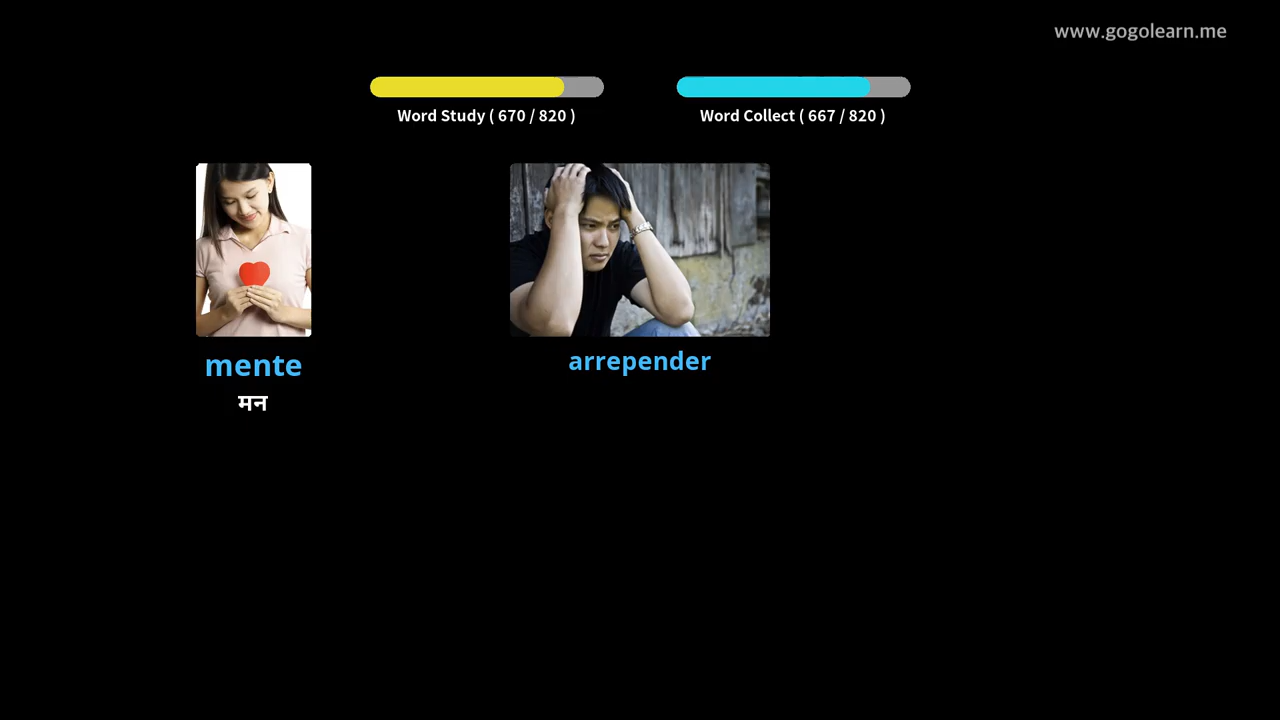 www.gogolearn.me
Word Study ( 670 / 820 )
Word Collect ( 667 / 820 )
mente
मन
arrepender